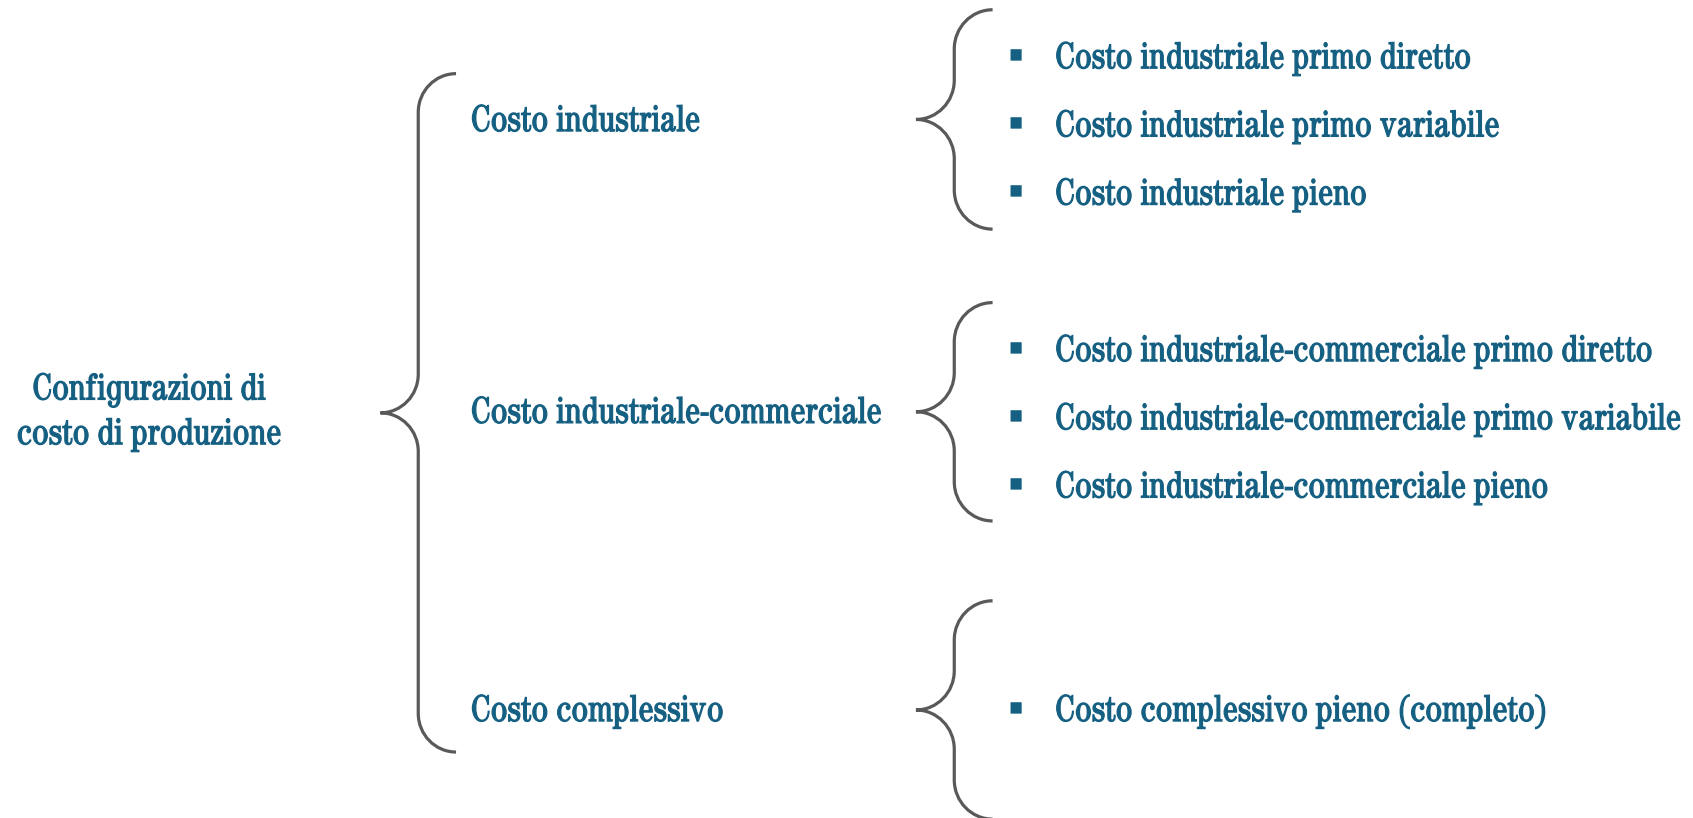 Configurazioni di
costo di produzione
Costo industriale
▪ Costo industriale primo diretto
▪ Costo industriale primo variabile
▪ Costo industriale pieno
Costo industriale-commerciale
▪ Costo industriale-commerciale primo diretto
▪ Costo industriale-commerciale primo variabile
▪ Costo industriale-commerciale pieno
Costo complessivo
▪ Costo complessivo pieno (completo)